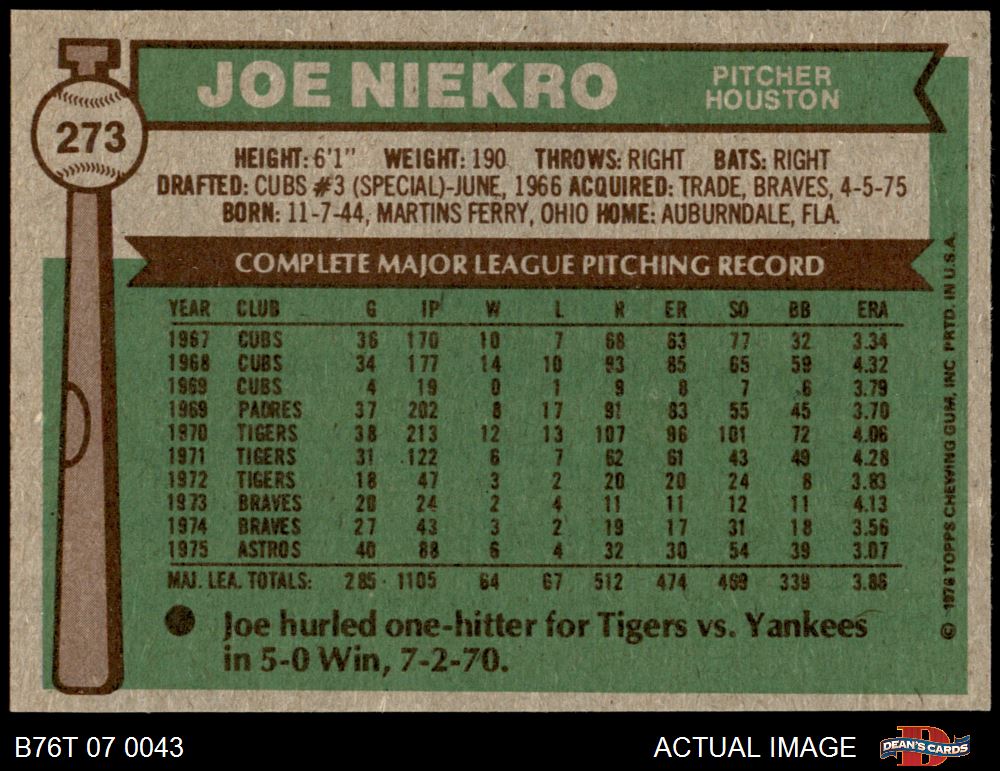 JOE NIEKRO
PITCHER
HOUSTON
273
HEIGHT: 6'1" WEIGHT: 190 THROWS: RIGHT BATS: RIGHT
DRAFTED: CUBS #3 (SPECIAL)-JUNE, 1966 ACQUIRED: TRADE, BRAVES, 4-5-75
BORN: 11-7-44, MARTINS FERRY, OHIO HOME: AUBURNDALE, FLA.
COMPLETE MAJOR LEAGUE PITCHING RECORD
YEAR CLUB G IP W L R ER SO BB ERA
1967 CUBS 36 170 10 7 68 63 77 32 3.34
1968 CUBS 34 177 14 10 93 85 65 59 4.32
1969 CUBS 4 19 0 1 9 8 7 6 3.79
1969 PADRES 37 202 8 17 91 83 55 45 3.70
1970 TIGERS 38 213 12 13 107 96 101 72 4.06
1971 TIGERS 31 122 6 7 62 61 43 49 4.28
1972 TIGERS 18 47 3 2 20 20 24 8 3.83
1973 BRAVES 20 24 2 4 11 11 12 11 4.13
1974 BRAVES 27 43 3 2 19 17 31 18 3.56
1975 ASTROS 40 88 6 4 32 30 54 39 3.07
MAJ. LEA. TOTALS: 285 1105 64 67 512 474 469 339 3.86
Joe hurled one-hitter for Tigers vs. Yankees
in 5-0 Win, 7-2-70.
© 1976 TOPPS CHEWING GUM, INC. PRTD. IN U.S.A.
B76T 07 0043
ACTUAL IMAGE
DEAN'S CARDS